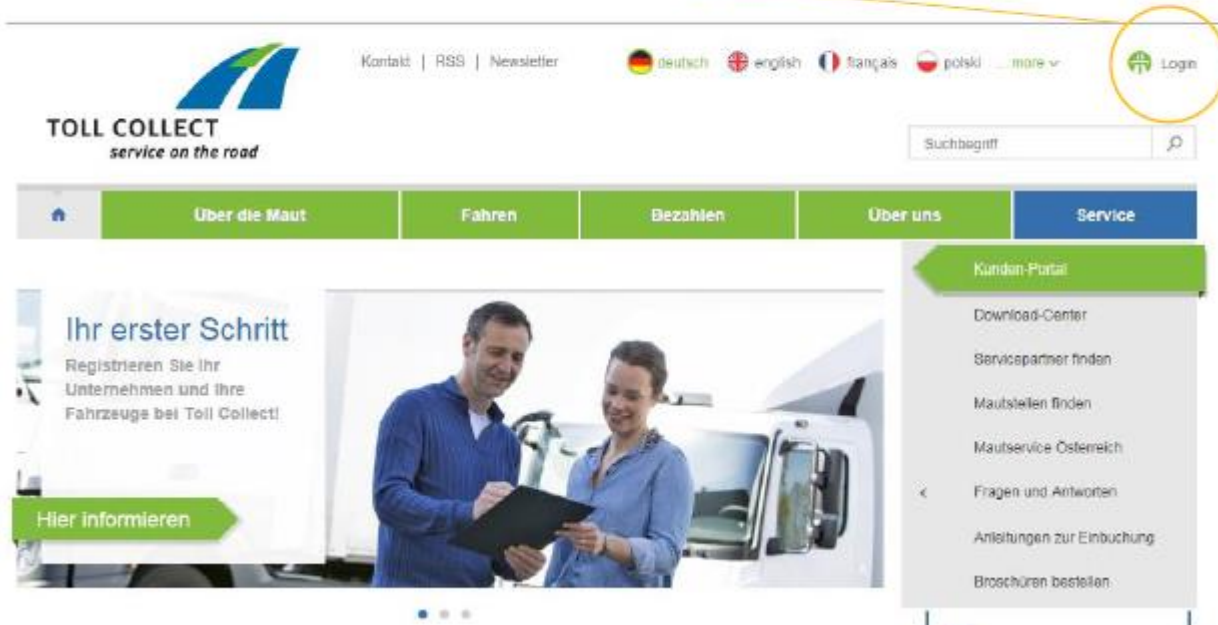 Kontakt | RSS | Newsletter
deutsch english français polski ... more
Login
TOLL COLLECT
service on the road
Suchbegriff
Über die Maut Fahren Bezahlen Über uns Service
Kunden-Portal
Download-Center
Servicepartner finden
Mautstellen finden
Mautservice Österreich
Fragen und Antworten
Anleitungen zur Einbuchung
Broschüren bestellen
Ihr erster Schritt
Registrieren Sie Ihr
Unternehmen und Ihre
Fahrzeuge bei Toll Collect!
Hier informieren